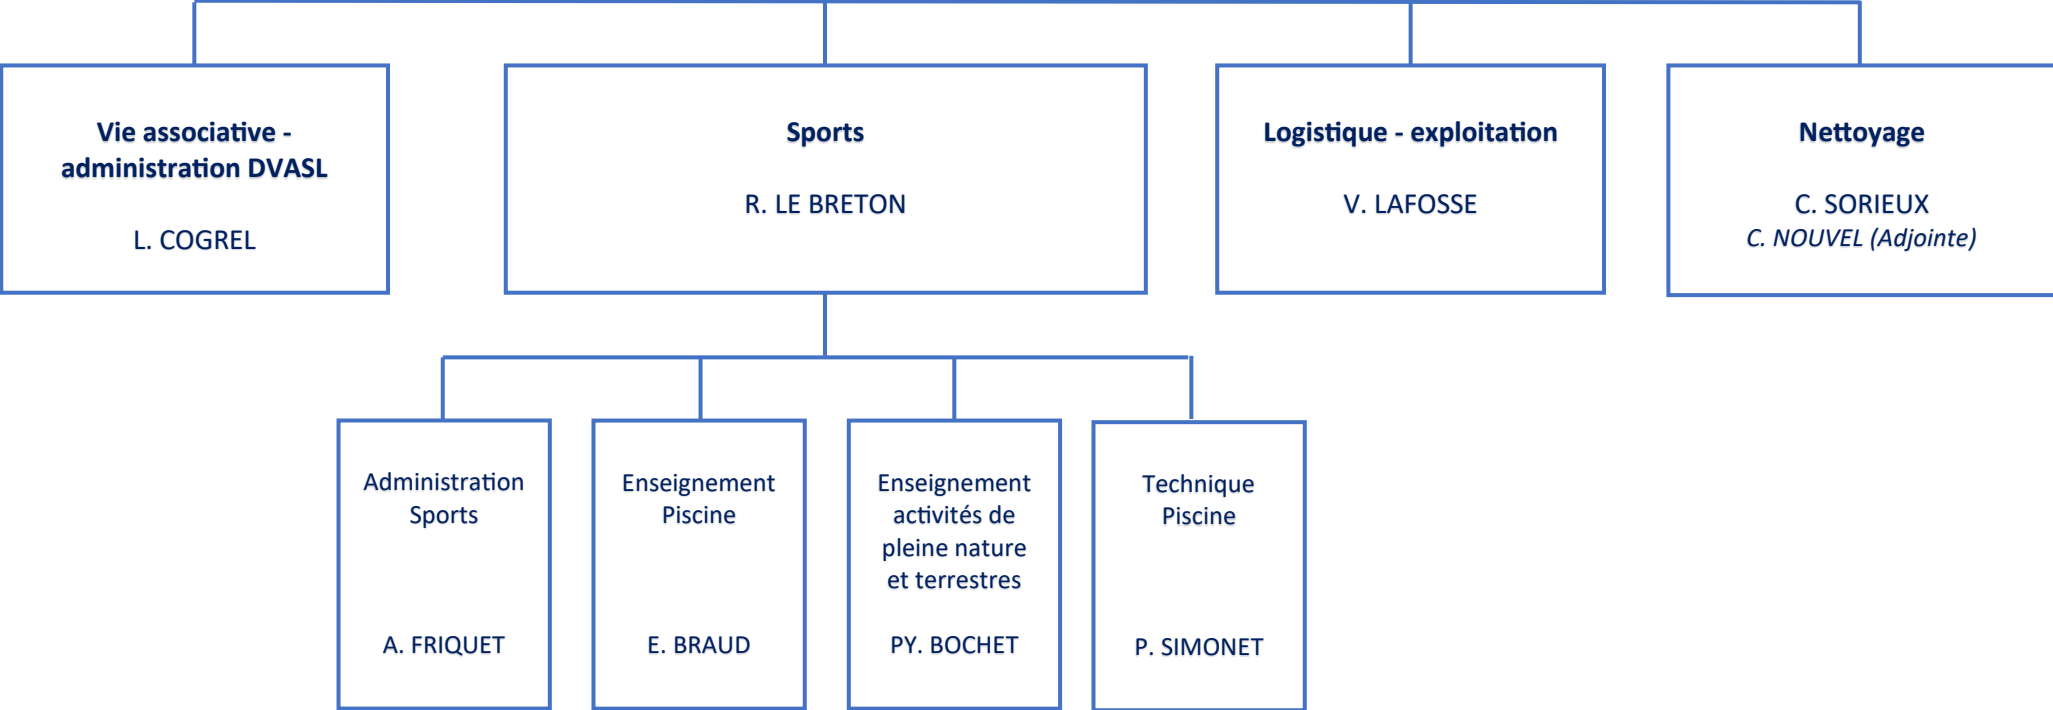 Vie associative -
administration DVASL
L. COGREL
Sports
R. LE BRETON
Logistique - exploitation
V. LAFOSSE
Nettoyage
C. SORIEUX
C. NOUVEL (Adjointe)
Administration
Sports
A. FRIQUET
Enseignement
Piscine
E. BRAUD
Enseignement
activités de
pleine nature
et terrestres
PY. BOCHET
Technique
Piscine
P. SIMONET